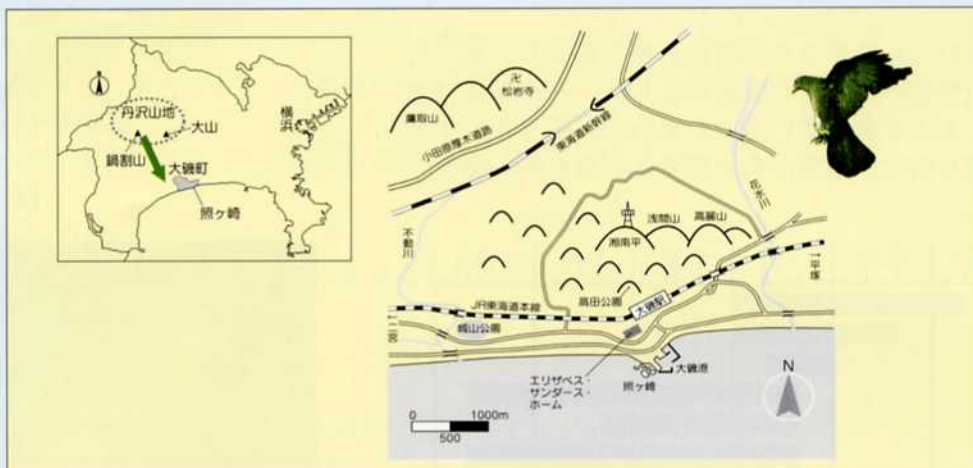 N
丹沢山地
大山
鍋割山
大磯町
照ヶ崎
横浜
卍
松岩寺
鷹取山
小田原厚木道路
東海道新幹線
浅間山
高麗山
湘南平
花水川
不動川
平塚
高田公園
大磯駅
JR東海道本線
城山公園
二宮
大磯港
照ヶ崎
エリザベス・
サンダース・
ホーム
N
0
1000m
500